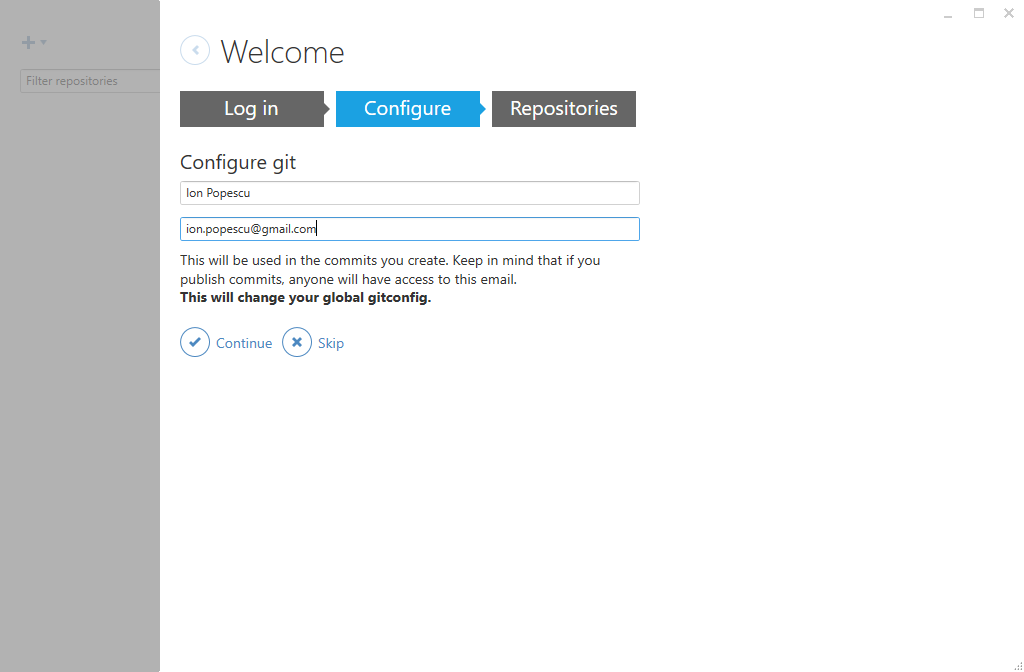 Filter repositories
Welcome
Log in
Configure
Repositories
Configure git
Ion Popescu
ion.popescu@gmail.com
This will be used in the commits you create. Keep in mind that if you
publish commits, anyone will have access to this email.
This will change your global gitconfig.
Continue
Skip